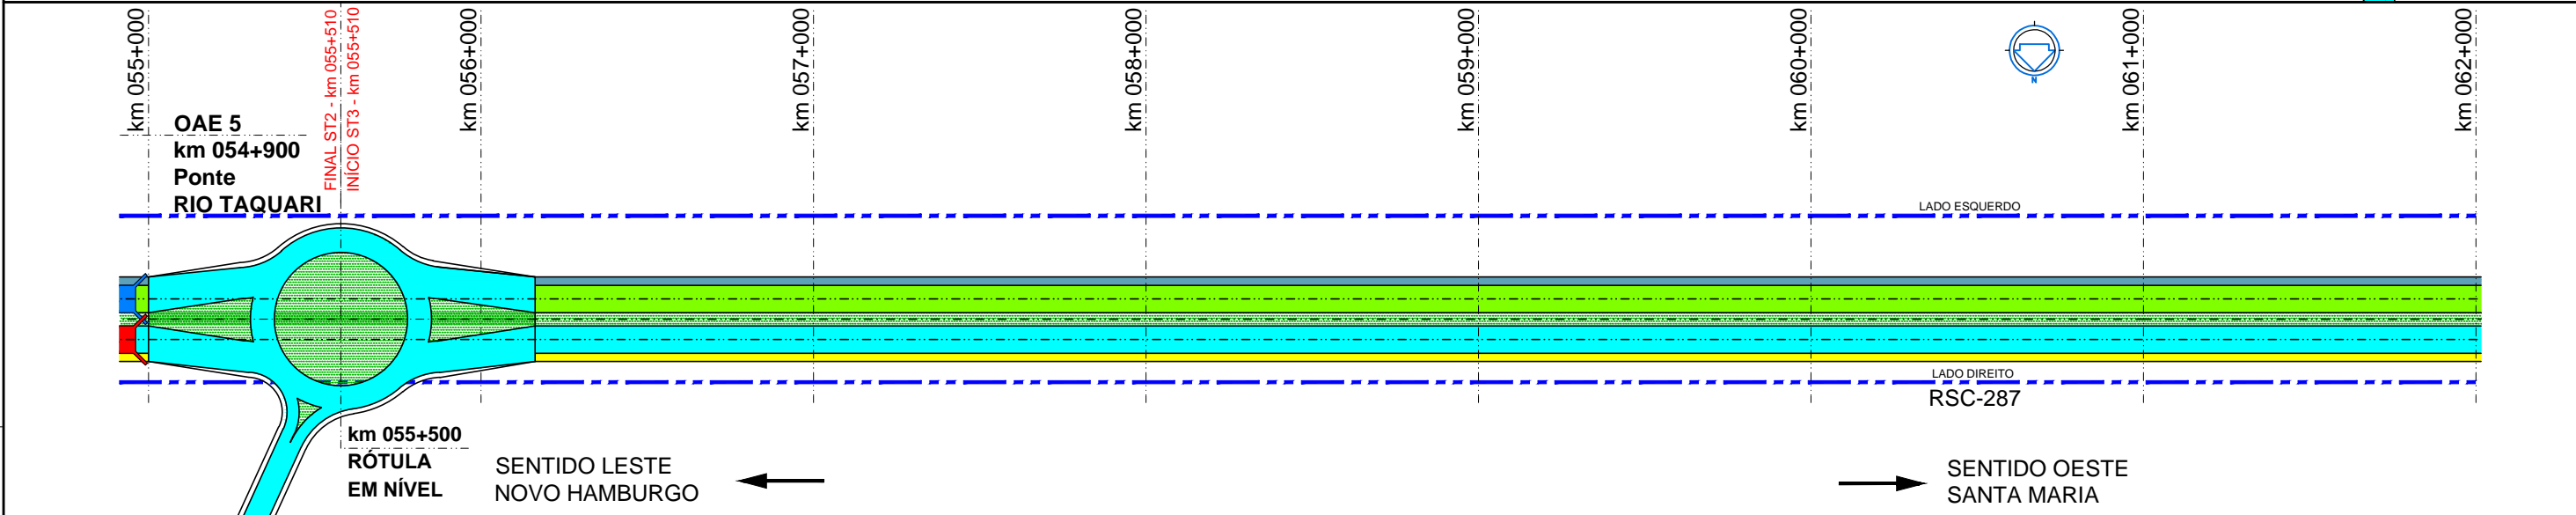 km 055+000
FINAL ST2 - km 055+510
INÍCIO ST3 - km 055+510
km 056+000
km 057+000
km 058+000
km 059+000
km 060+000
km 061+000
km 062+000
N
OAE 5
km 054+900
Ponte
RIO TAQUARI
LADO ESQUERDO
LADO DIREITO
RSC-287
km 055+500
RÓTULA
EM NÍVEL
SENTIDO LESTE
NOVO HAMBURGO
SENTIDO OESTE
SANTA MARIA